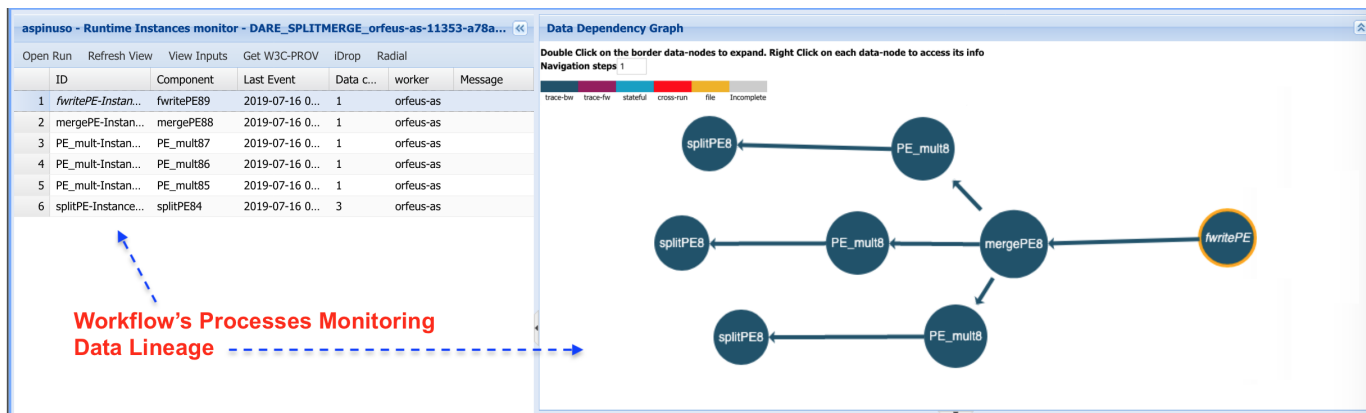 aspinuso - Runtime Instances monitor - DARE_SPLITMERGE_orfeus-as-11353-a78a...
Open Run Refresh View View Inputs Get W3C-PROV iDrop Radial
ID Component Last Event Data c... worker Message
1 fwritePE-Instan... fwritePE89 2019-07-16 0... 1 orfeus-as
2 mergePE-Instan... mergePE88 2019-07-16 0... 1 orfeus-as
3 PE_mult-Instan... PE_mult87 2019-07-16 0... 1 orfeus-as
4 PE_mult-Instan... PE_mult86 2019-07-16 0... 1 orfeus-as
5 PE_mult-Instan... PE_mult85 2019-07-16 0... 1 orfeus-as
6 splitPE-Instance... splitPE84 2019-07-16 0... 3 orfeus-as
Workflow's Processes Monitoring
Data Lineage
Data Dependency Graph
Double Click on the border data-nodes to expand. Right Click on each data-node to access its info
Navigation steps 1
trace-bw trace-fw stateful cross-run file Incomplete
splitPE8 PE_mult8
splitPE8 PE_mult8 mergePE8 fwritePE
splitPE8 PE_mult8